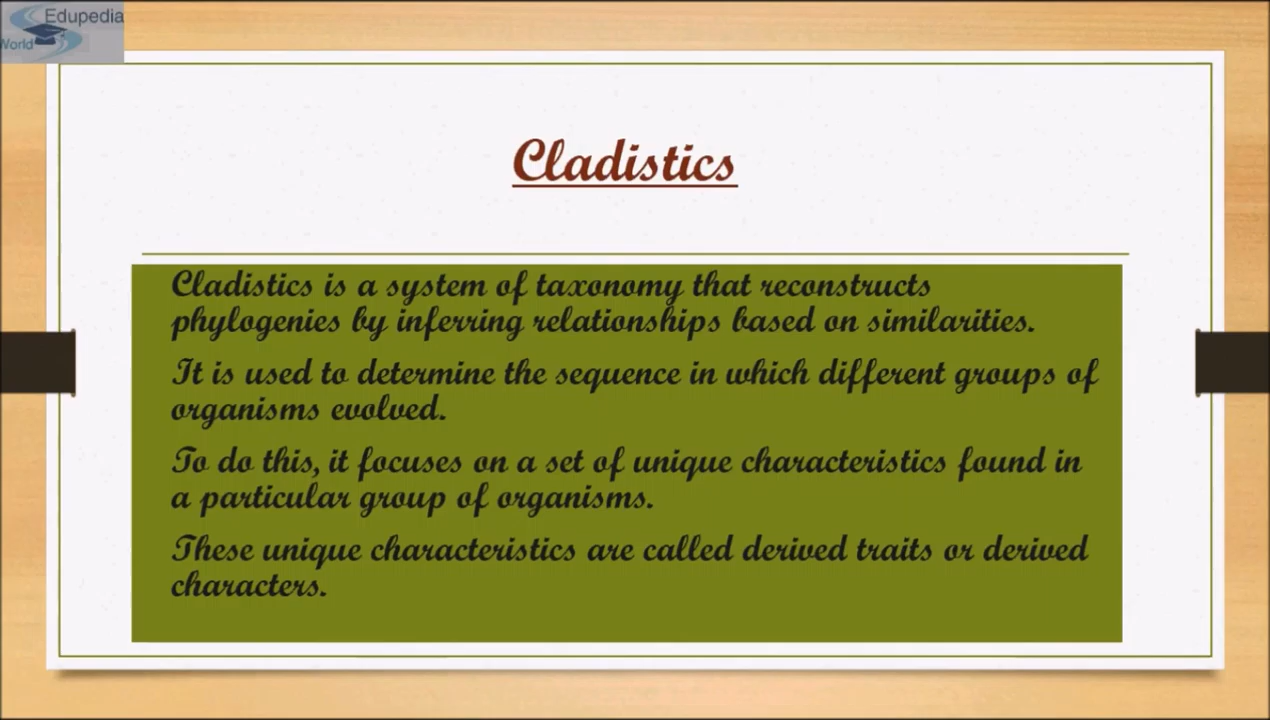 Edupedia
World
Cladistics
Cladistics is a system of taxonomy that reconstructs
phylogenies by inferring relationships based on similarities.
It is used to determine the sequence in which different groups of
organisms evolved.
To do this, it focuses on a set of unique characteristics found in
a particular group of organisms.
These unique characteristics are called derived traits or derived
characters.